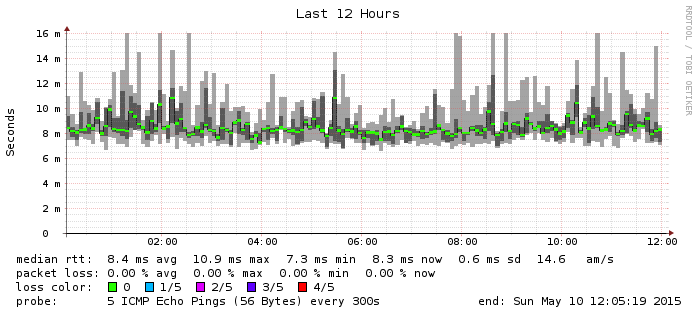 Last 12 Hours
RRDTOOL / TOBI OETIKER
Seconds
16 m
14 m
12 m
10 m
8 m
6 m
4 m
2 m
0
02:00 04:00 06:00 08:00 10:00 12:00
median rtt: 8.4 ms avg 10.9 ms max 7.3 ms min 8.3 ms now 0.6 ms sd 14.6 am/s
packet loss: 0.00 % avg 0.00 % max 0.00 % min 0.00 % now
loss color: 0 1/5 2/5 3/5 4/5
probe: 5 ICMP Echo Pings (56 Bytes) every 300s end: Sun May 10 12:05:19 2015